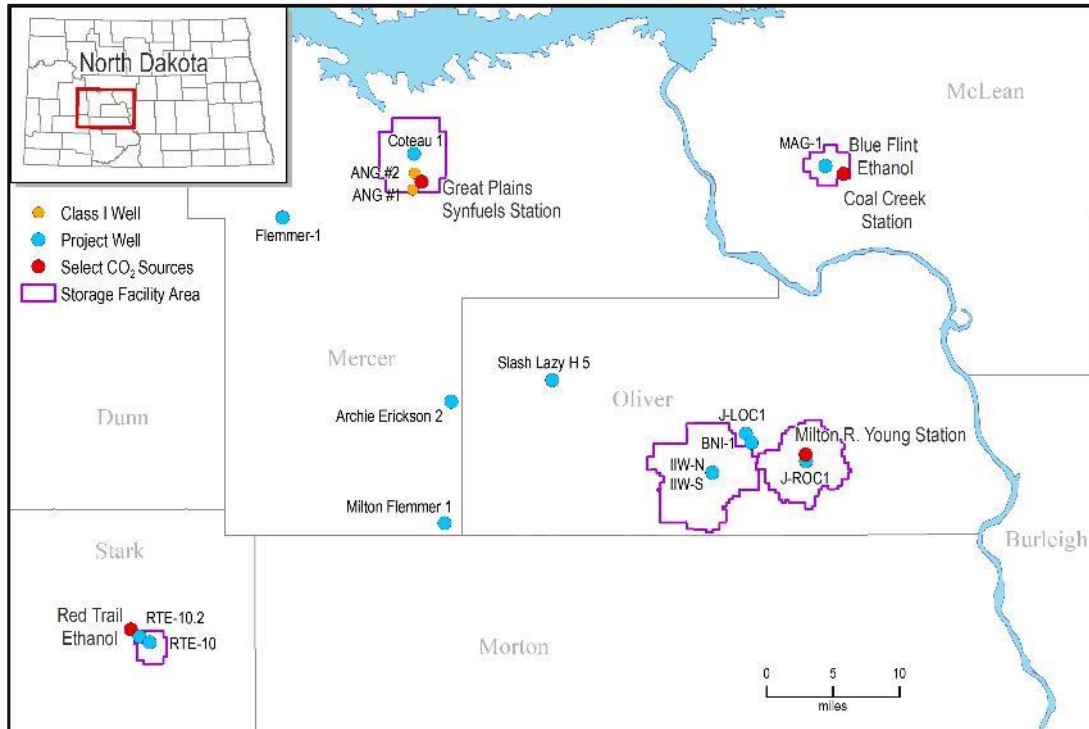 North Dakota
McLean
Coteau 1
ANG #2
ANG #1
Great Plains
Synfuels Station
MAG-1
Blue Flint
Ethanol
Coal Creek
Station
Class I Well
Project Well
Select CO₂ Sources
Storage Facility Area
Flemmer-1
Mercer
Slash Lazy H 5
Dunn
Archie Erickson 2
Oliver
J-LOC1
BNI-1
Milton R. Young Station
IIW-N
IIW-S
J-ROC1
Milton Flemmer 1
Stark
Burleigh
Red Trail
Ethanol
RTE-10.2
RTE-10
Morton
0 5 10
miles